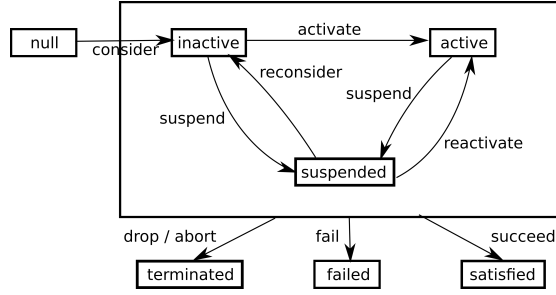 null
consider
inactive
activate
active
reconsider
suspend
suspend
reactivate
suspended
drop / abort
fail
succeed
terminated
failed
satisfied